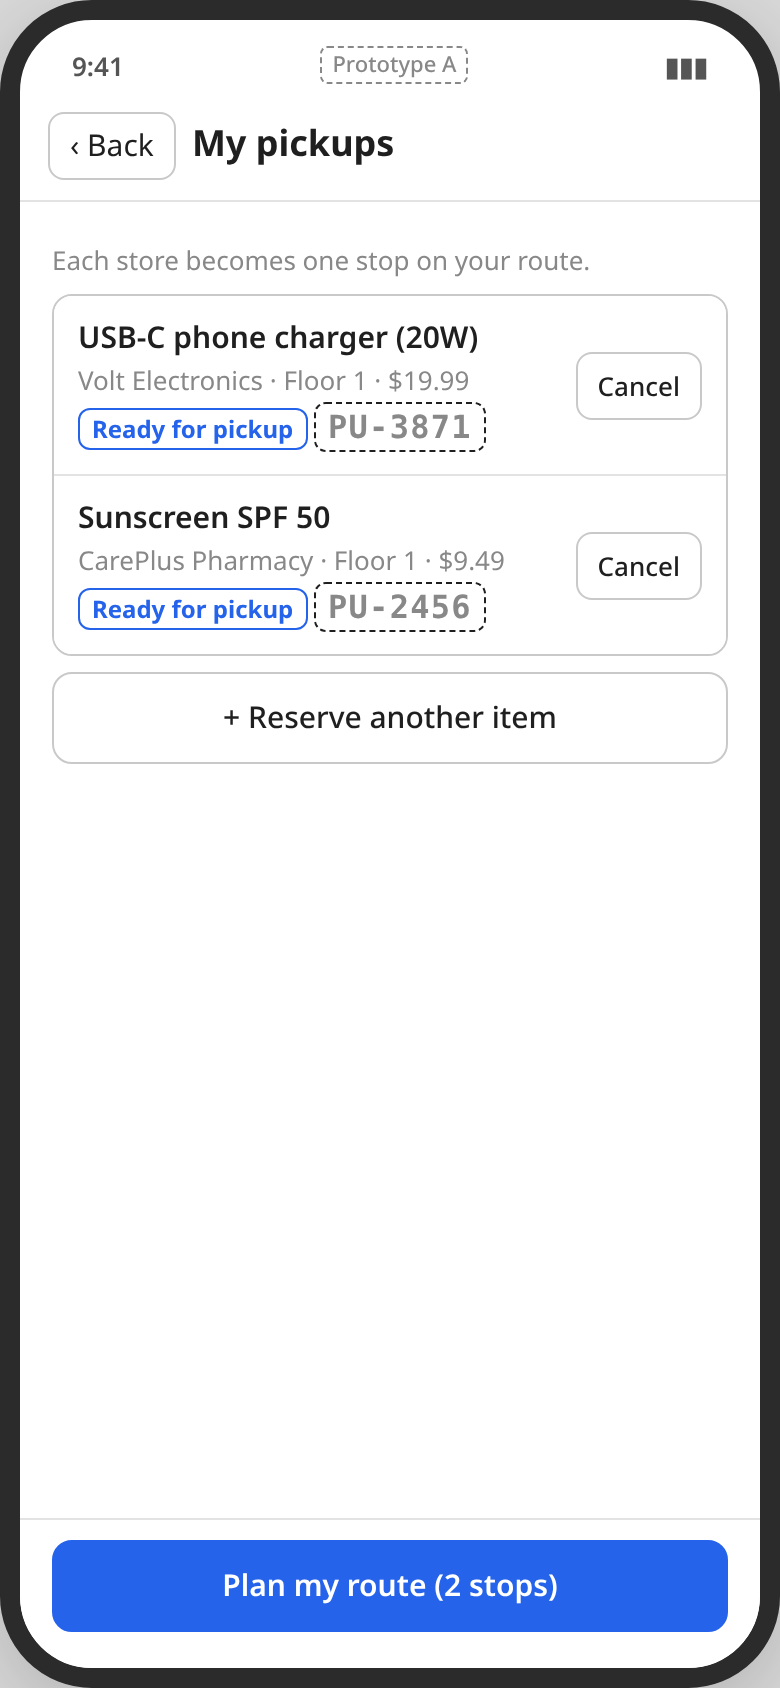 9:41
Prototype A
‹ Back
My pickups
Each store becomes one stop on your route.
USB-C phone charger (20W)
Volt Electronics · Floor 1 · $19.99
Ready for pickup
PU-3871
Cancel
Sunscreen SPF 50
CarePlus Pharmacy · Floor 1 · $9.49
Ready for pickup
PU-2456
Cancel
+ Reserve another item
Plan my route (2 stops)